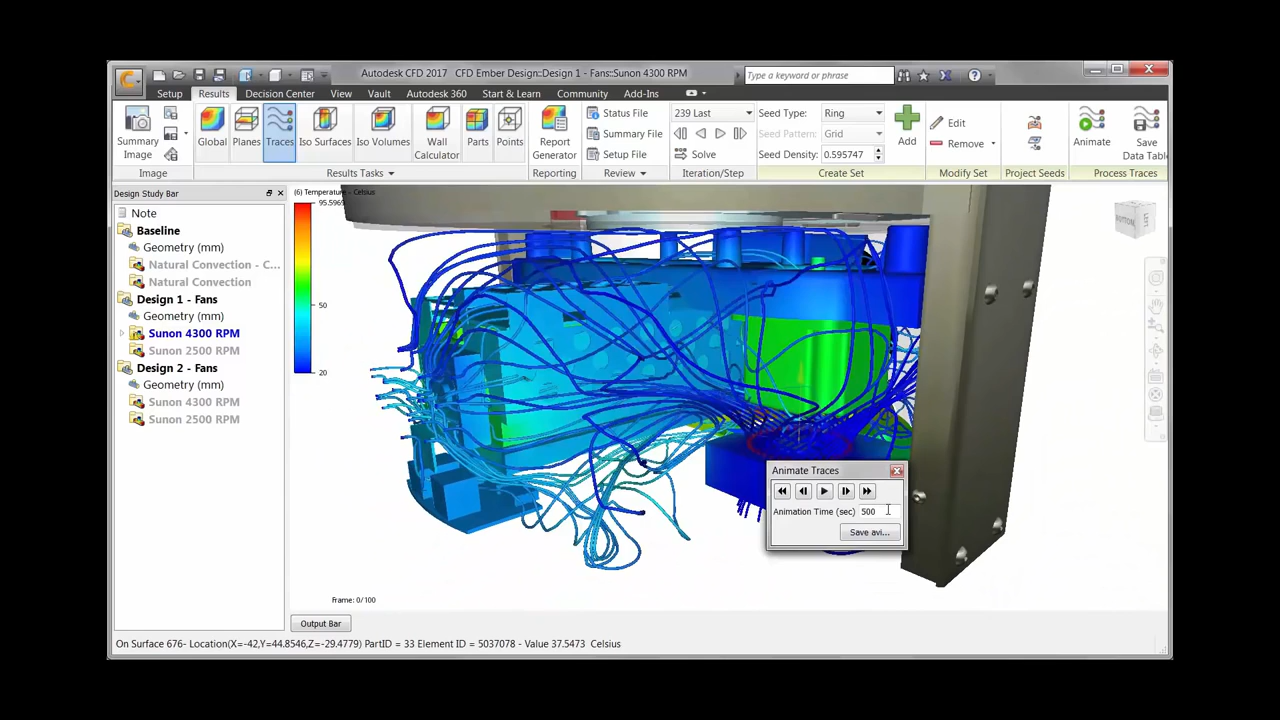 Autodesk CFD 2017 CFD Ember Design::Design 1 - Fans::Sunon 4300 RPM
Type a keyword or phrase
Setup Results Decision Center View Vault Autodesk 360 Start & Learn Community Add-Ins
Summary Image
Image
Global
Planes
Traces
Iso Surfaces
Iso Volumes
Wall Calculator
Parts
Points
Results Tasks
Report Generator
Reporting
Status File
Summary File
Setup File
Review
239 Last
Solve
Iteration/Step
Seed Type: Ring
Seed Pattern: Grid
Seed Density: 0.595747
Add
Create Set
Edit
Remove
Modify Set
Project Seeds
Animate
Save Data Table
Process Traces
Design Study Bar
Note
Baseline
Geometry (mm)
Natural Convection - C...
Natural Convection
Design 1 - Fans
Geometry (mm)
Sunon 4300 RPM
Sunon 2500 RPM
Design 2 - Fans
Geometry (mm)
Sunon 4300 RPM
Sunon 2500 RPM
(6) Temperature - Celsius
50
20
BOTTOM
LEFT
Animate Traces
Animation Time (sec) 500
Save avi...
Frame: 0/100
Output Bar
On Surface 676- Location(X=-42,Y=44.8546,Z=-29.4779) PartID = 33 Element ID = 5037078 - Value 37.5473 Celsius